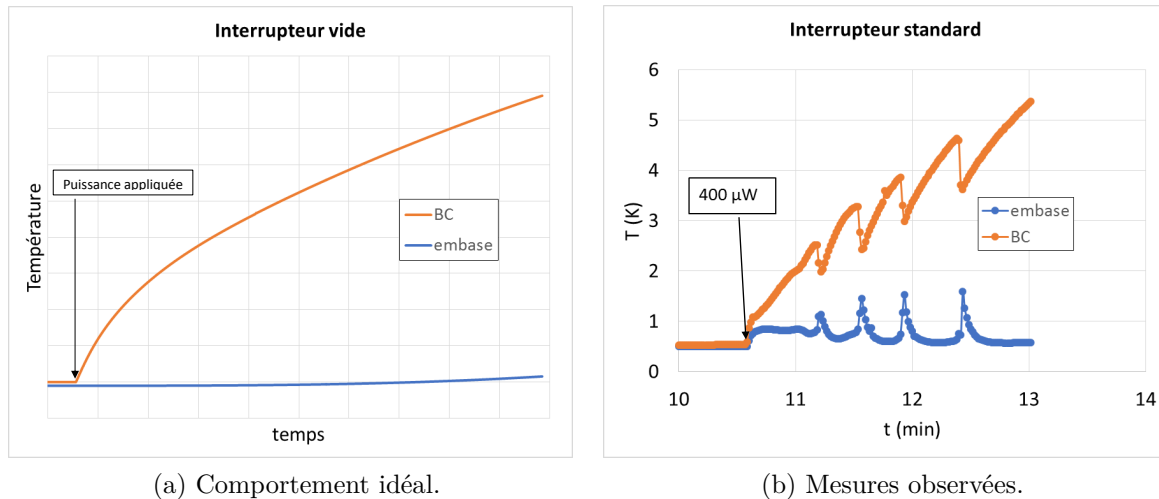 Interrupteur vide
Température
Puissance appliquée
BC
embase
temps
(a) Comportement idéal.
Interrupteur standard
T (K)
6
5
4
3
2
1
0
400 µW
embase
BC
10 11 12 13 14
t (min)
(b) Mesures observées.